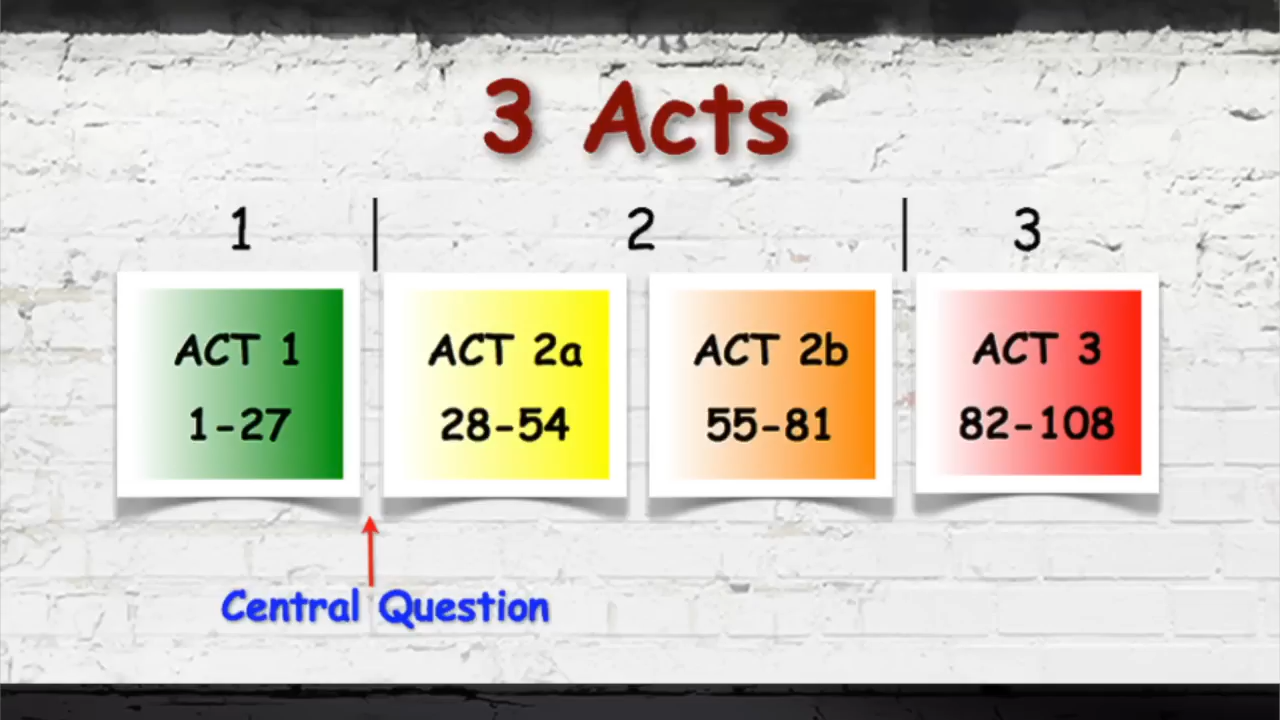 3 Acts
1 | 2 | 3
ACT 1
1-27
ACT 2a
28-54
ACT 2b
55-81
ACT 3
82-108
Central Question